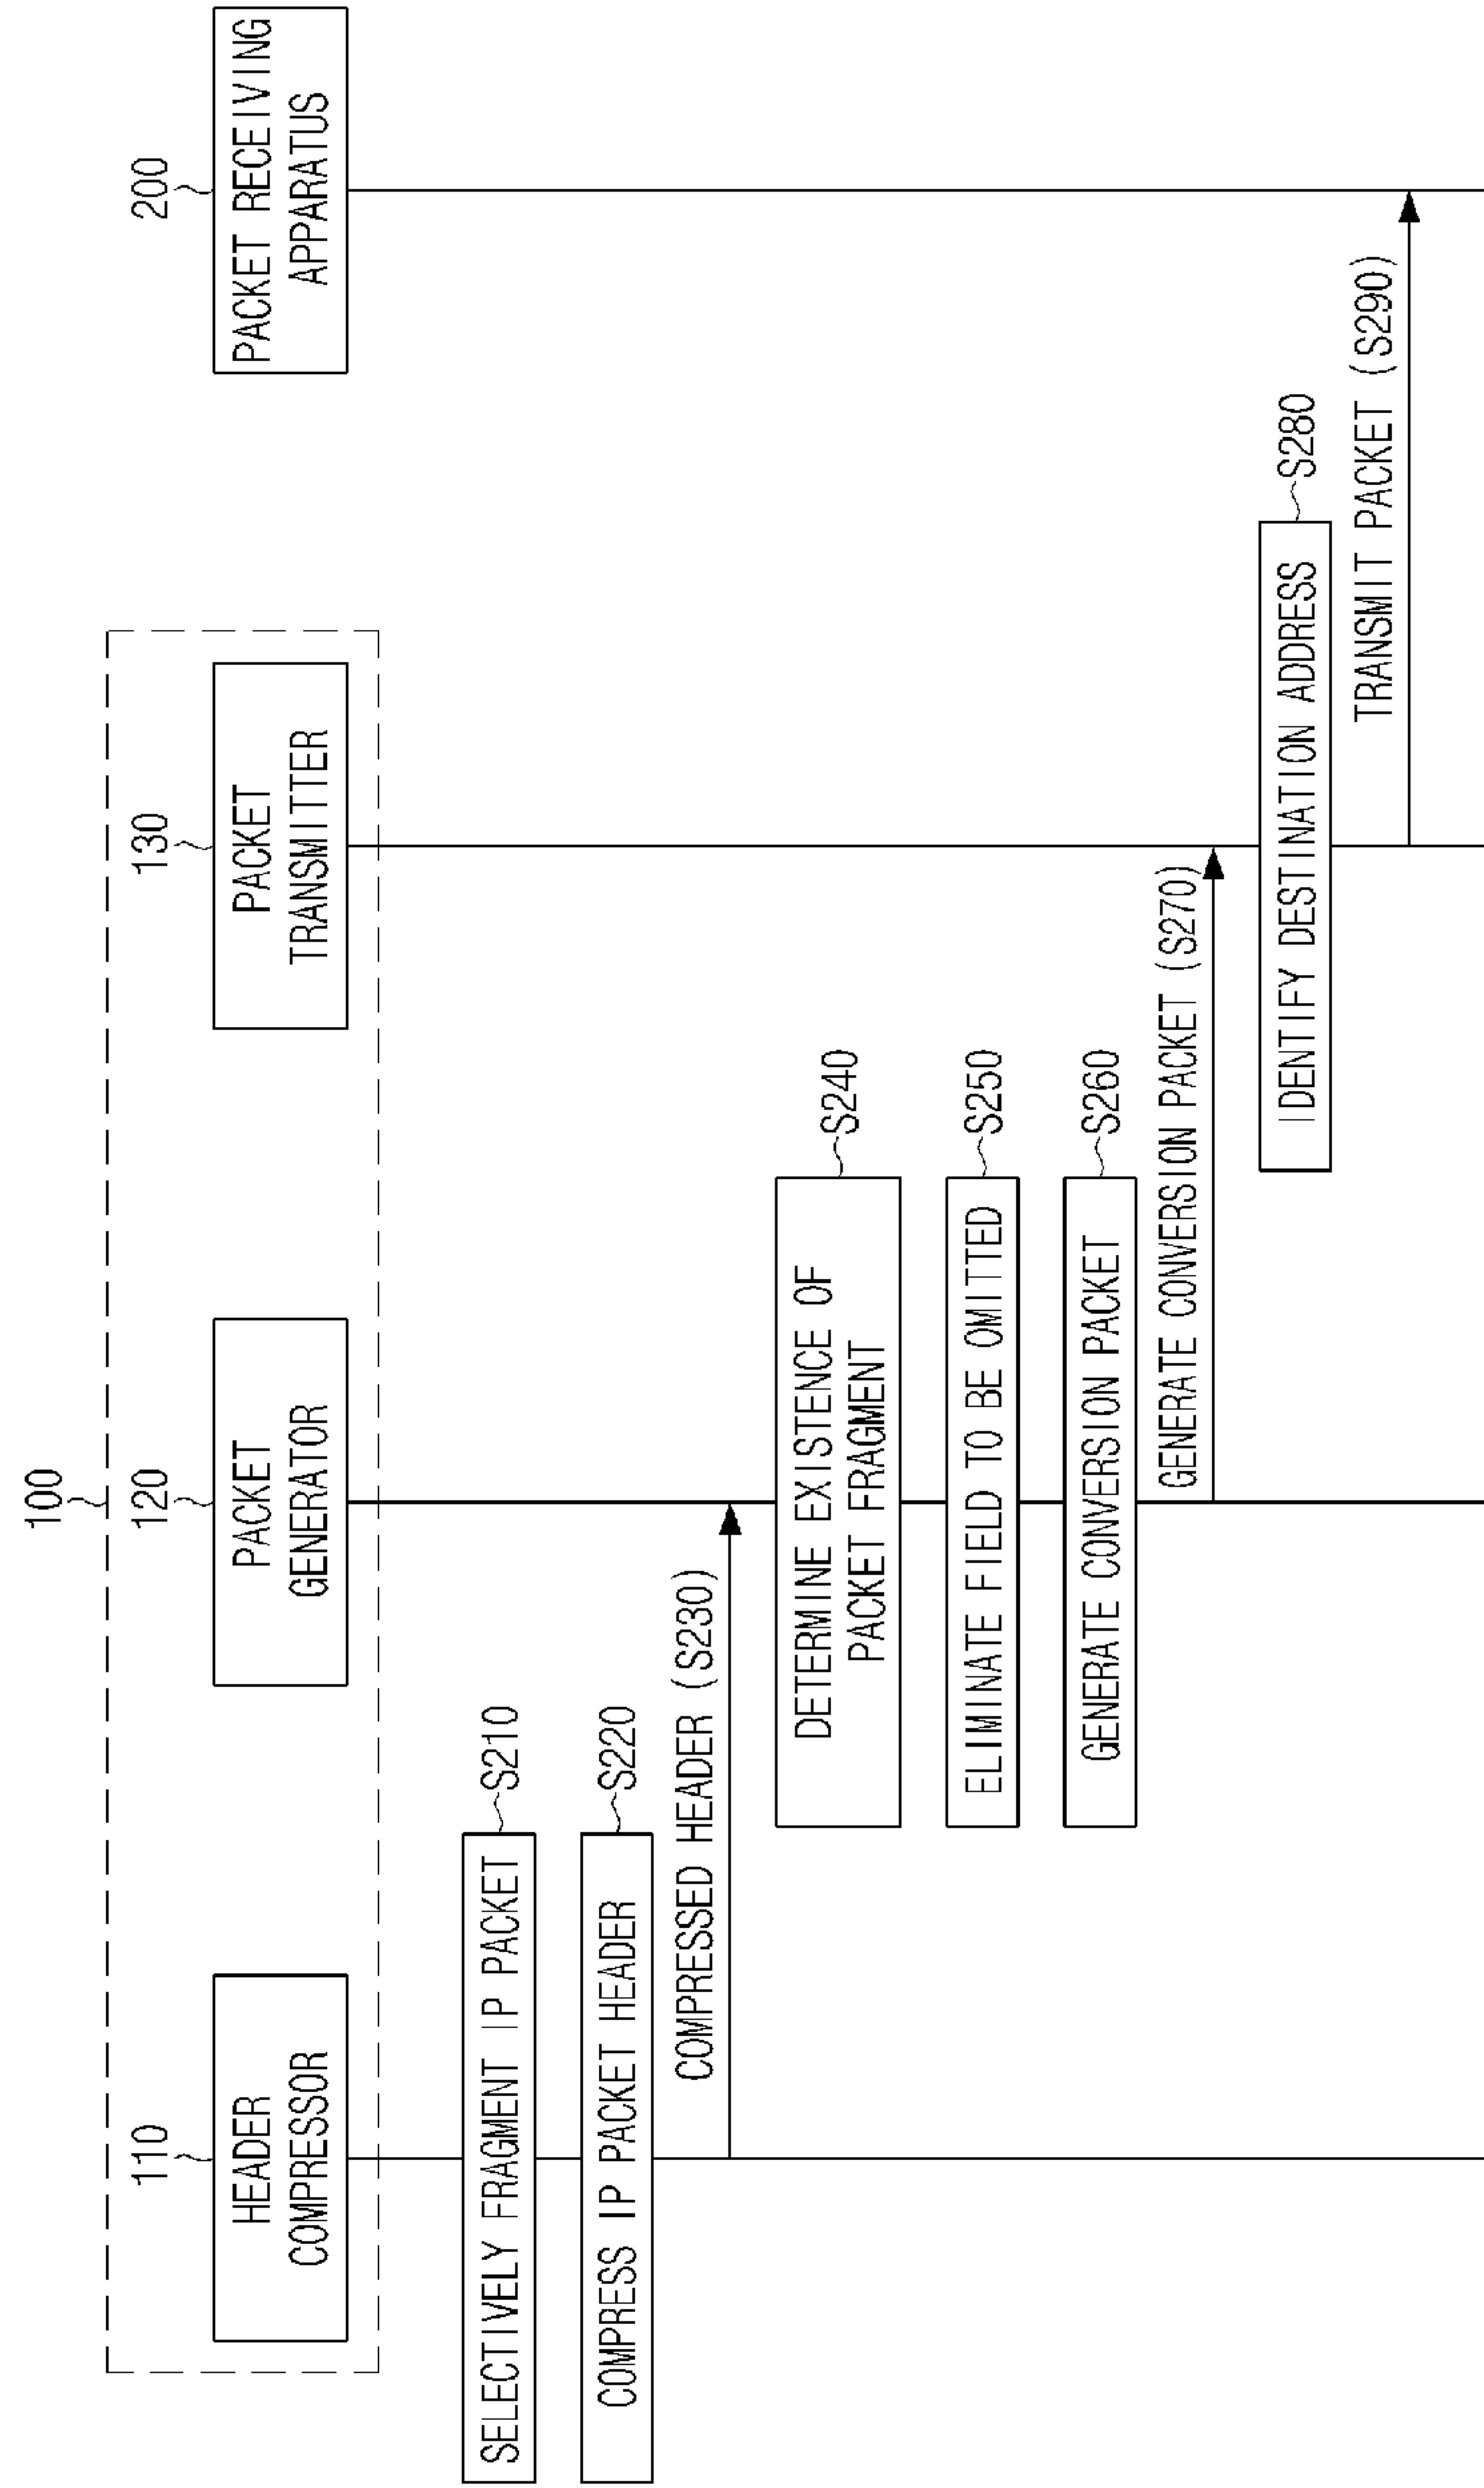 100
110
HEADER
COMPRESSOR
120
PACKET
GENERATOR
130
PACKET
TRANSMITTER
200
PACKET RECEIVING
APPARATUS
SELECTIVELY FRAGMENT IP PACKET
S210
COMPRESS IP PACKET HEADER
S220
COMPRESSED HEADER (S230)
DETERMINE EXISTENCE OF
PACKET FRAGMENT
S240
ELIMINATE FIELD TO BE OMITTED
S250
GENERATE CONVERSION PACKET
S260
GENERATE CONVERSION PACKET (S270)
IDENTIFY DESTINATION ADDRESS
S280
TRANSMIT PACKET (S290)